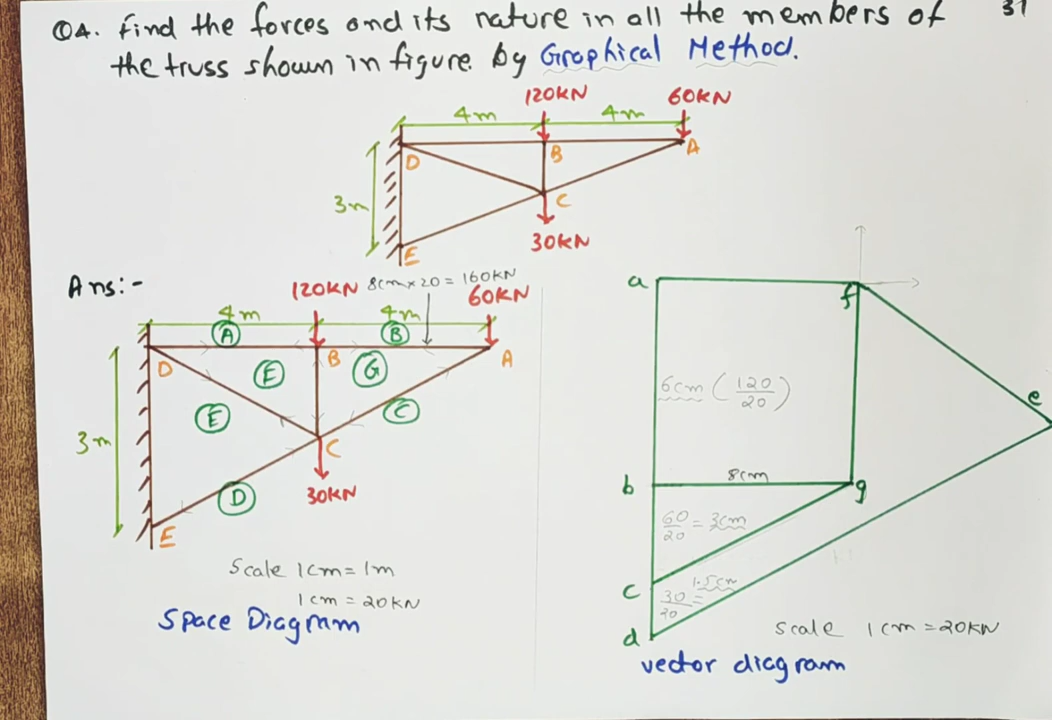 Q4. Find the forces and its nature in all the members of
31
the truss shown in figure by Graphical Method.
120KN
60KN
4m
4m
D
B
A
3m
C
30KN
E
Ans:-
120KN
8cm×20 = 160KN
60KN
4m
4m
A
B
D
E
B
G
A
E
C
3m
C
D
30KN
E
Scale 1cm = 1m
1cm = 20KN
Space Diagram
a
f
6cm (120/20)
e
b
8cm
g
60/20 = 3cm
c
30/20 = 1.5cm
d
Scale 1cm = 20KN
vector diagram